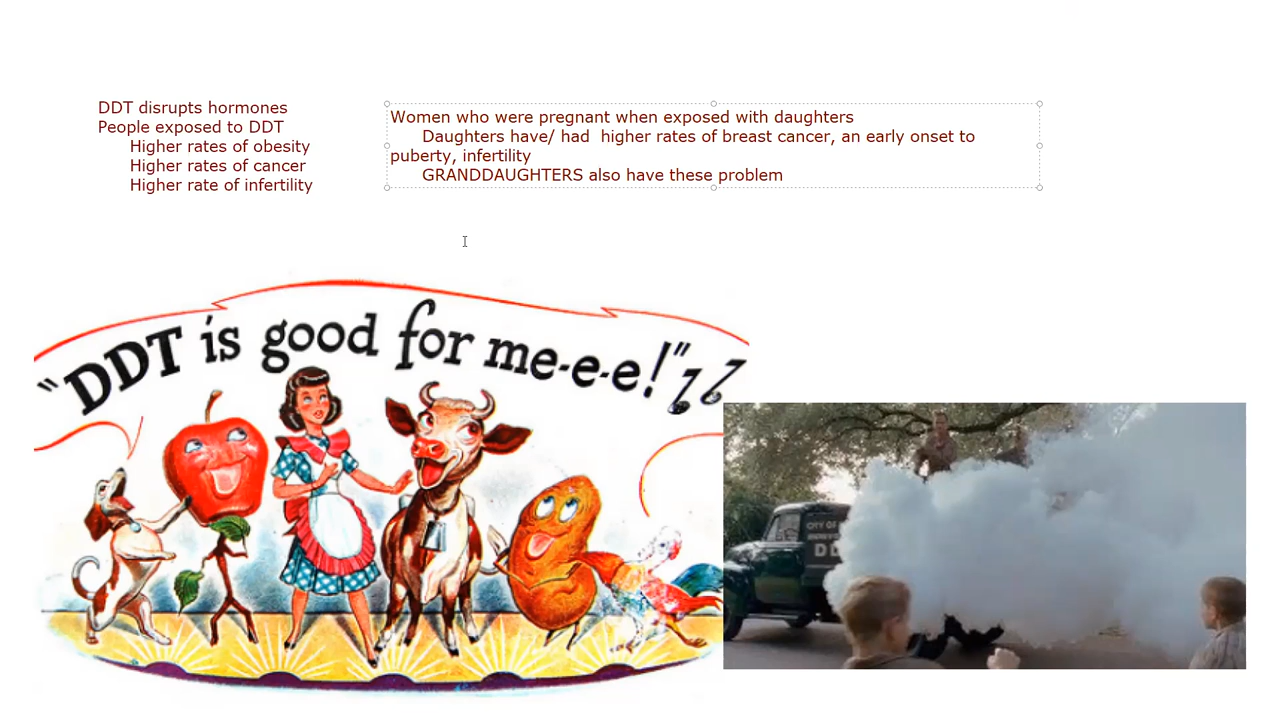 DDT disrupts hormones
People exposed to DDT
Higher rates of obesity
Higher rates of cancer
Higher rate of infertility
Women who were pregnant when exposed with daughters
Daughters have/ had  higher rates of breast cancer, an early onset to
puberty, infertility
GRANDDAUGHTERS also have these problem
"DDT is good for me-e-e!"
CITY OF